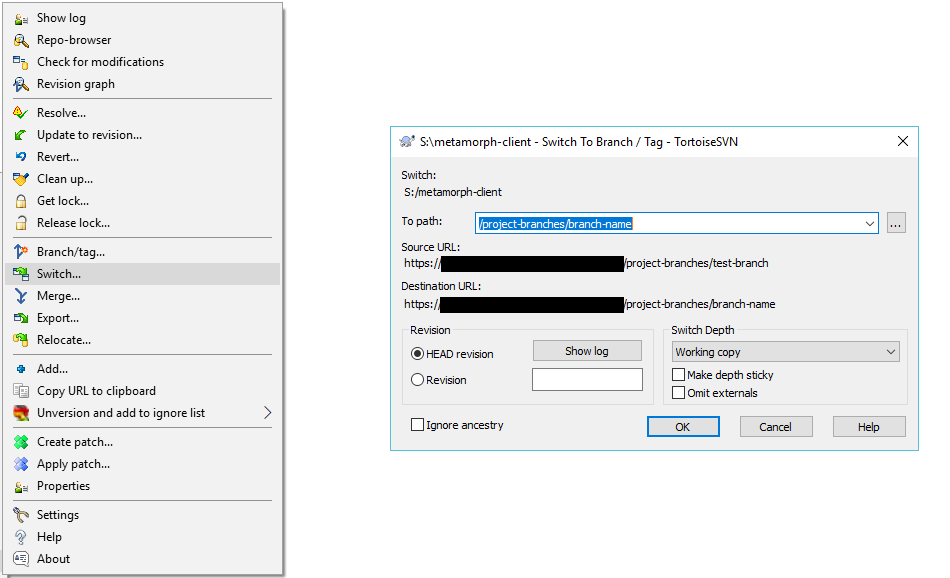 Show log
Repo-browser
Check for modifications
Revision graph
Resolve...
Update to revision...
Revert...
Clean up...
Get lock...
Release lock...
Branch/tag...
Switch...
Merge...
Export...
Relocate...
Add...
Copy URL to clipboard
Unversion and add to ignore list
Create patch...
Apply patch...
Properties
Settings
Help
About
S:\metamorph-client - Switch To Branch / Tag - TortoiseSVN
Switch:
S:/metamorph-client
To path:
/project-branches/branch-name
...
Source URL:
https:// /project-branches/test-branch
Destination URL:
https:// /project-branches/branch-name
Revision
HEAD revision
Show log
Revision
Switch Depth
Working copy
Make depth sticky
Omit externals
Ignore ancestry
OK
Cancel
Help